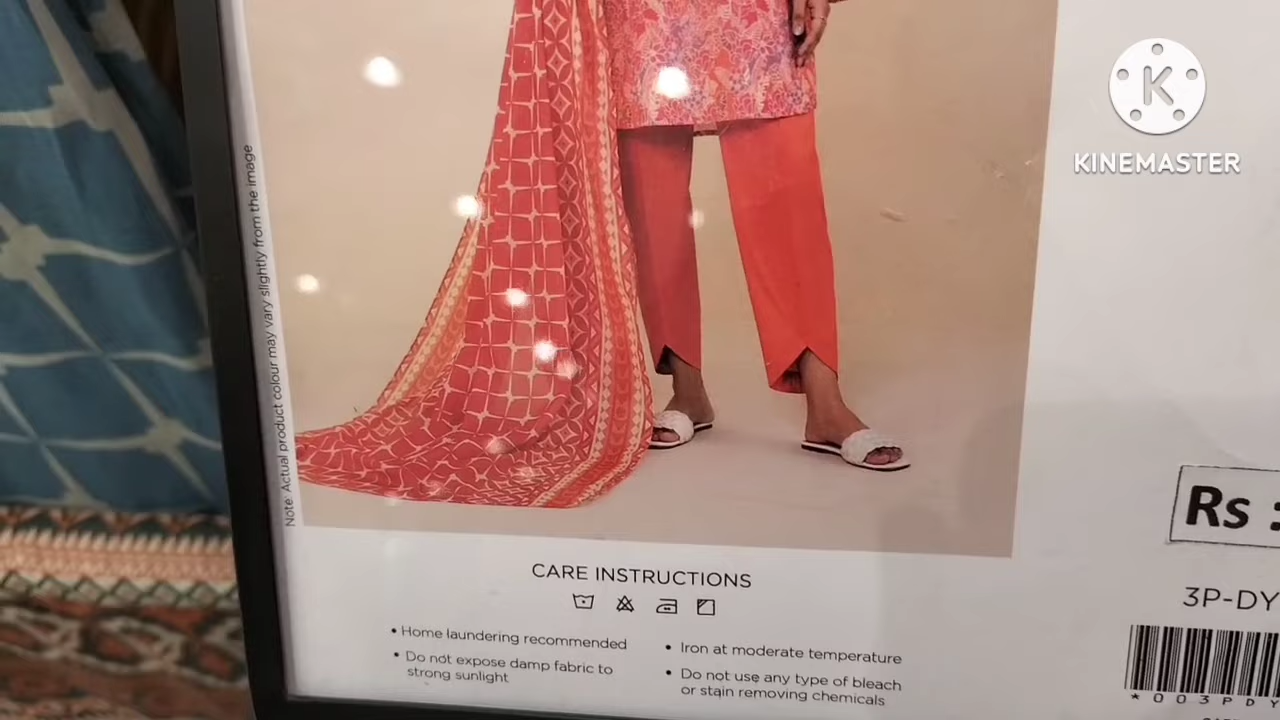 KINEMASTER
Note: Actual product colour may vary slightly from the image
Rs :
3P-DY
*003PDY
CARE INSTRUCTIONS
• Home laundering recommended
• Do not expose damp fabric to
strong sunlight
• Iron at moderate temperature
• Do not use any type of bleach
or stain removing chemicals